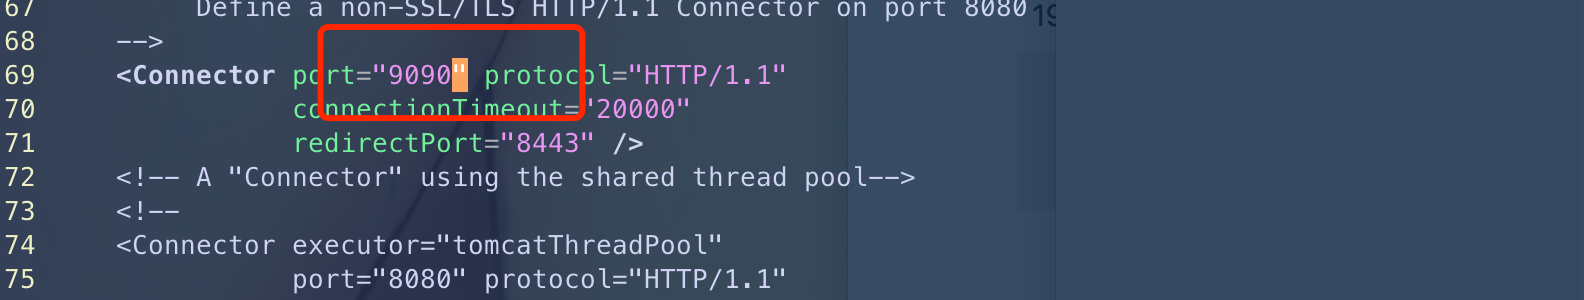 67 Define a non-SSL/TLS HTTP/1.1 Connector on port 8080
68 -->
69 <Connector port="9090" protocol="HTTP/1.1"
70 connectionTimeout="20000"
71 redirectPort="8443" />
72 <!-- A "Connector" using the shared thread pool-->
73 <!--
74 <Connector executor="tomcatThreadPool"
75 port="8080" protocol="HTTP/1.1"